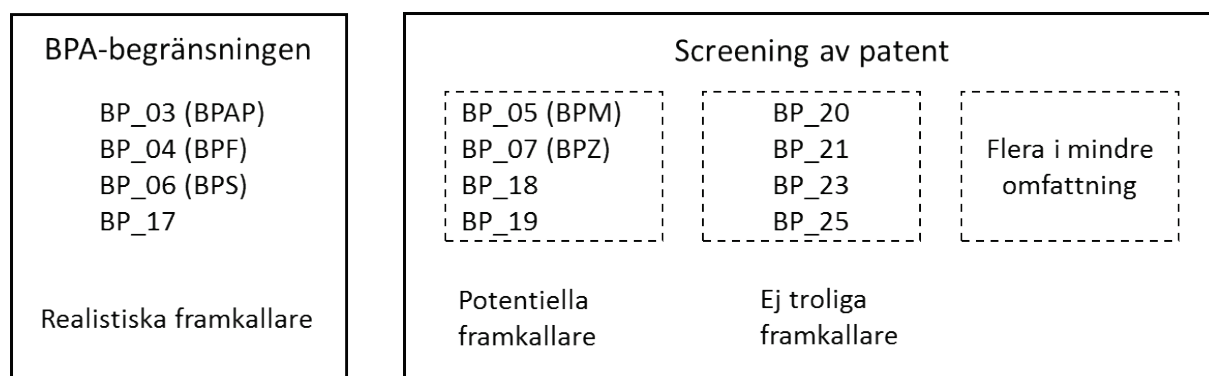 BPA-begränsningen
BP_03 (BPAP)
BP_04 (BPF)
BP_06 (BPS)
BP_17
Realistiska framkallare
Screening av patent
BP_05 (BPM)
BP_07 (BPZ)
BP_18
BP_19
Potentiella
framkallare
BP_20
BP_21
BP_23
BP_25
Ej troliga
framkallare
Flera i mindre
omfattning